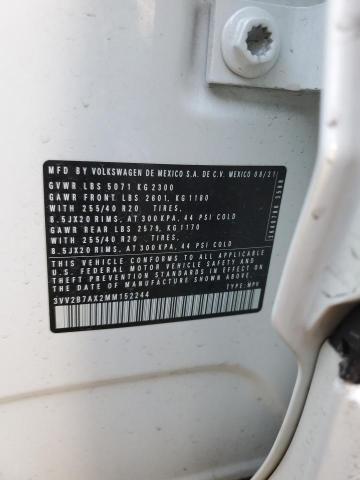 MFD BY VOLKSWAGEN DE MEXICO S.A. DE C.V. MEXICO 08/21
GVWR LBS 5071 KG 2300
GAWR FRONT LBS 2601, KG 1180
WITH 255/40 R20 TIRES,
8.5JX20 RIMS, AT 300 KPA, 44 PSI COLD
GAWR REAR LBS 2579, KG 1170
WITH 255/40 R20 TIRES,
8.5JX20 RIMS, AT 300 KPA, 44 PSI COLD
THIS VEHICLE CONFORMS TO ALL APPLICABLE
U.S. FEDERAL MOTOR VEHICLE SAFETY AND
THEFT PREVENTION STANDARDS IN EFFECT
ON THE DATE OF MANUFACTURE SHOWN ABOVE.
3VV2B7AX2MM152244 TYPE: MPV